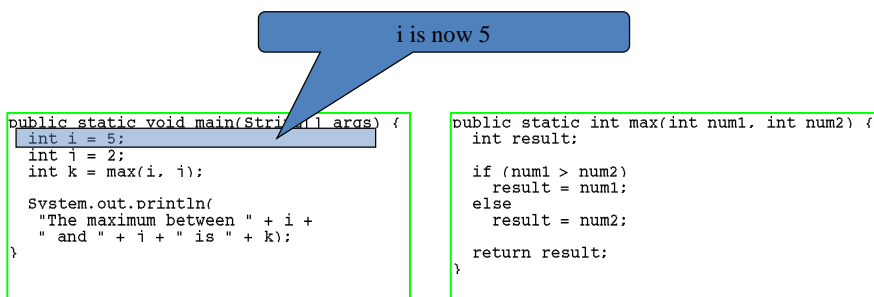 i is now 5
public static void main(String[] args) {
  int i = 5;
  int j = 2;
  int k = max(i, j);

  System.out.println(
   "The maximum between " + i +
   " and " + j + " is " + k);
}
public static int max(int num1, int num2) {
  int result;

  if (num1 > num2)
    result = num1;
  else
    result = num2;

  return result;
}